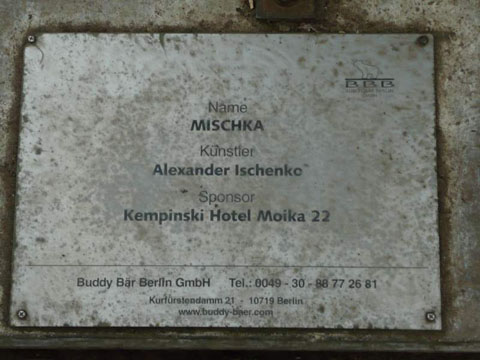 BBB
Name
MISCHKA
Künstler
Alexander Ischenko
Sponsor
Kempinski Hotel Moika 22
Buddy Bär Berlin GmbH Tel.: 0049 - 30 - 88 77 26 81
Kurfürstendamm 21 - 10719 Berlin
www.buddy-baer.com